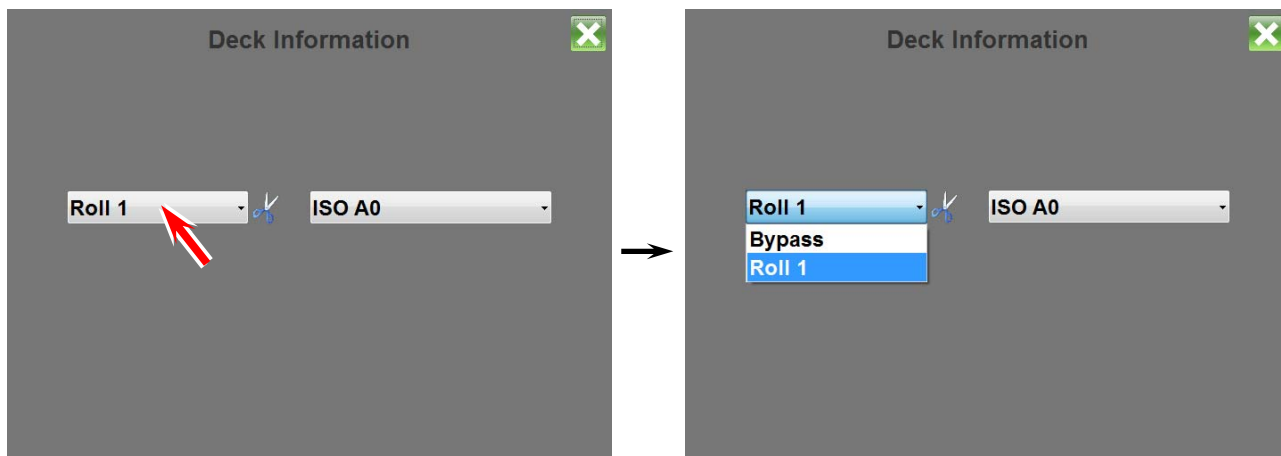 Deck Information
Roll 1
ISO A0
Deck Information
Roll 1
ISO A0
Bypass
Roll 1